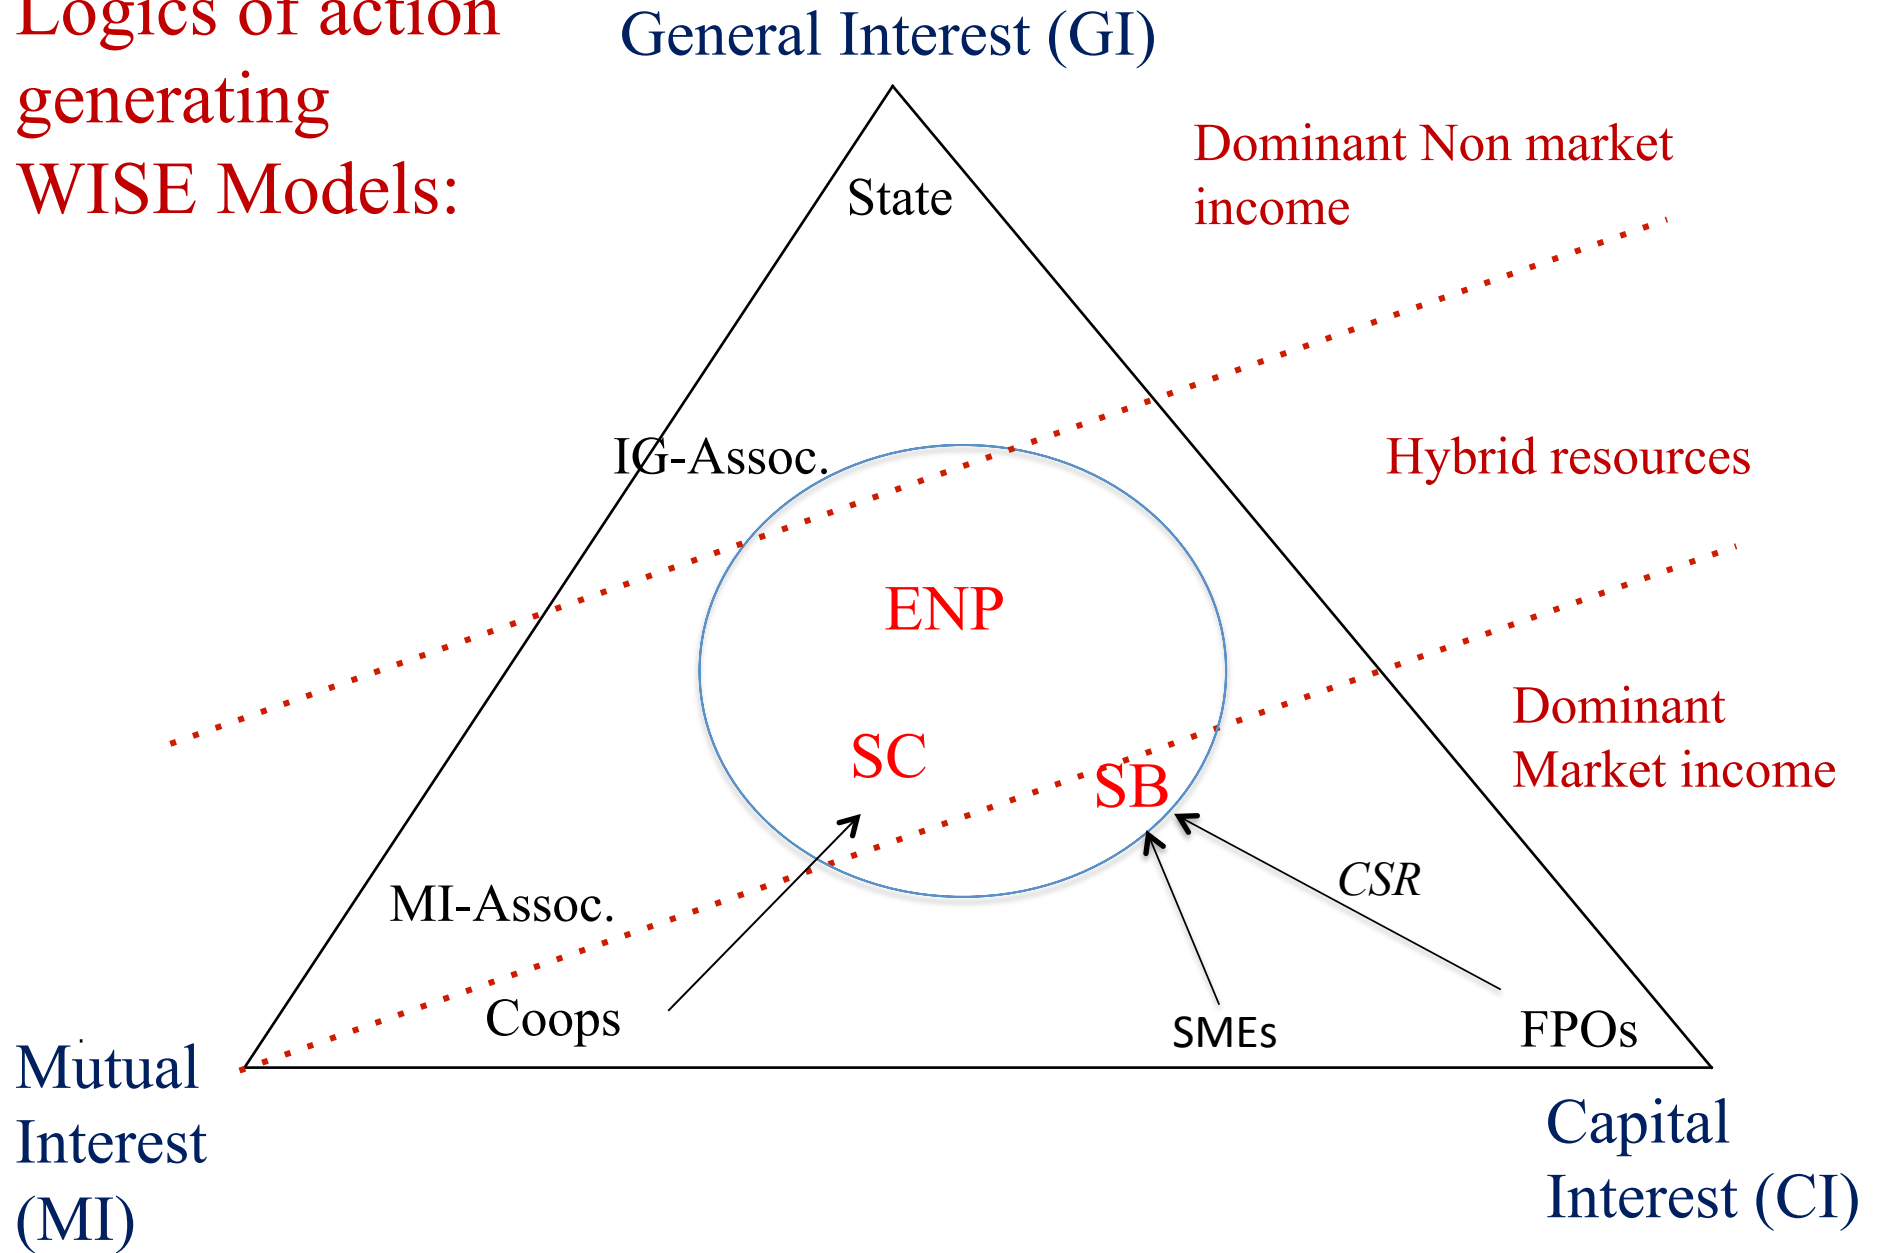 Logics of action
generating
WISE Models:
General Interest (GI)
Dominant Non market
income
State
IG-Assoc.
Hybrid resources
ENP
Dominant
Market income
SC
SB
CSR
MI-Assoc.
Coops
SMEs
FPOs
Mutual
Interest
(MI)
Capital
Interest (CI)